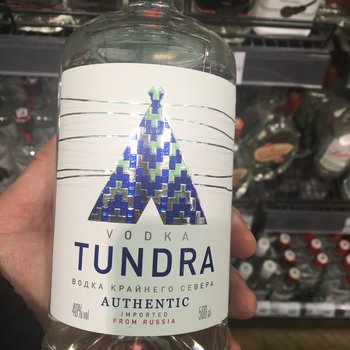 VODKA
TUNDRA
ВОДКА КРАЙНЕГО СЕВЕРА
AUTHENTIC
IMPORTED
FROM RUSSIA
40% vol
500 ml